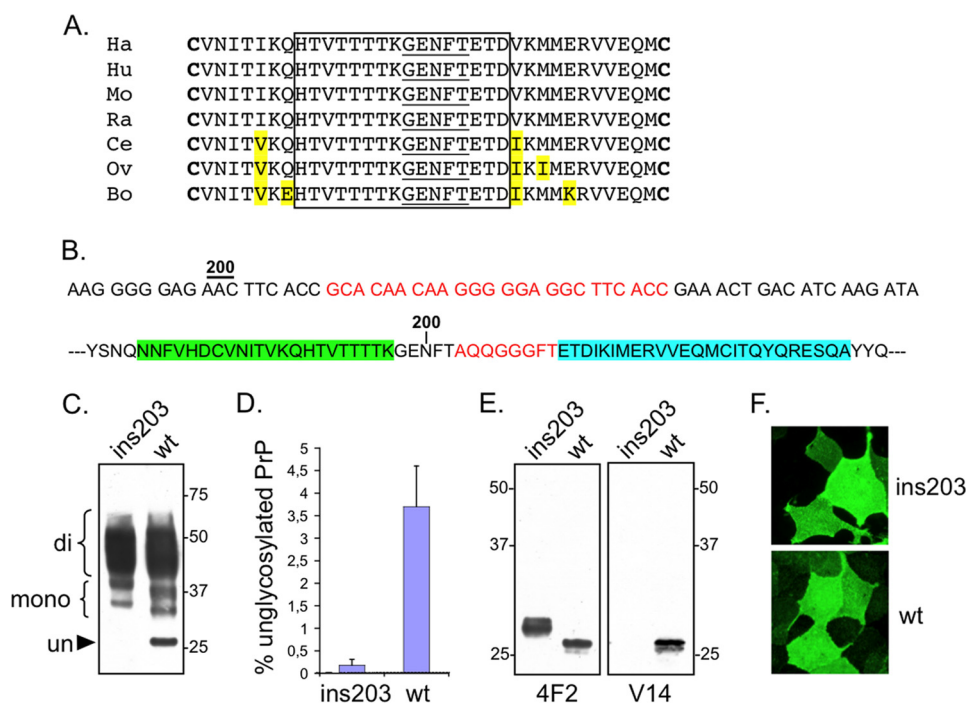 A.
Ha CVNITIKQHTVTTTTKGENFTETDVKMMERVVEQMC
Hu CVNITIKQHTVTTTTKGENFTETDVKMMERVVEQMC
Mo CVNITIKQHTVTTTTKGENFTETDVKMMERVVEQMC
Ra CVNITIKQHTVTTTTKGENFTETDVKMMERVVEQMC
Ce CVNITVKQHTVTTTTKGENFTETDIKMMERVVEQMC
Ov CVNITVKQHTVTTTTKGENFTETDIKIMERVVEQMC
Bo CVNITVKEHTVTTTTKGENFTETDIKMMKRVVEQMC
B.
200
AAG GGG GAG AAC TTC ACC GCA CAA CAA GGG GGA GGC TTC ACC GAA ACT GAC ATC AAG ATA
200
---YSNQNNFVHDCVNITVKQHTVTTTTKGENFTAQQGGGFTETDIKIMERVVEQMCITQYQRESQAYYQ---
C.
ins203 wt
di
mono
un
-75
-50
-37
-25
D.
% unglycosylated PrP
5
4,5
4
3,5
3
2,5
2
1,5
1
0,5
0
ins203 wt
E.
ins203 wt ins203 wt
50- -50
37- -37
25- -25
4F2 V14
F.
ins203
wt